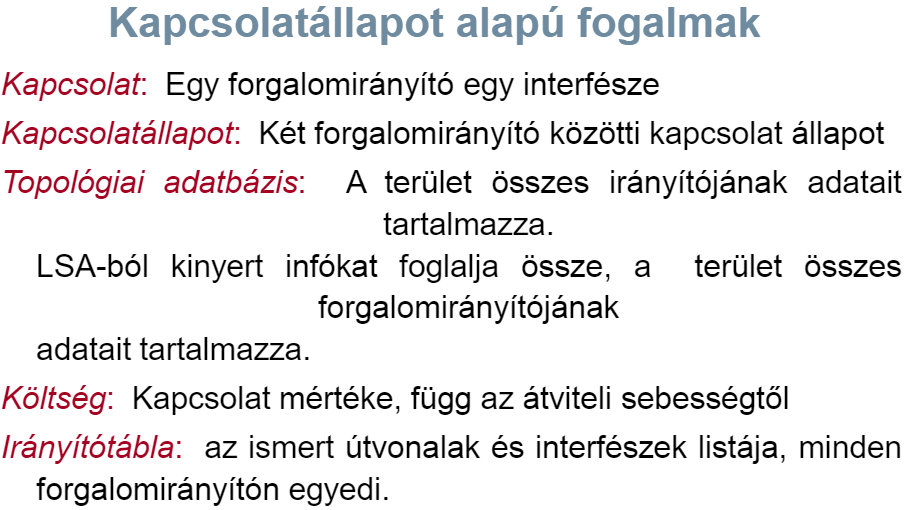 Kapcsolatállapot alapú fogalmak
Kapcsolat: Egy forgalomirányító egy interfésze
Kapcsolatállapot: Két forgalomirányító közötti kapcsolat állapot
Topológiai adatbázis: A terület összes irányítójának adatait
tartalmazza.
LSA-ból kinyert infókat foglalja össze, a terület összes
forgalomirányítójának
adatait tartalmazza.
Költség: Kapcsolat mértéke, függ az átviteli sebességtől
Irányítótábla: az ismert útvonalak és interfészek listája, minden
forgalomirányítón egyedi.